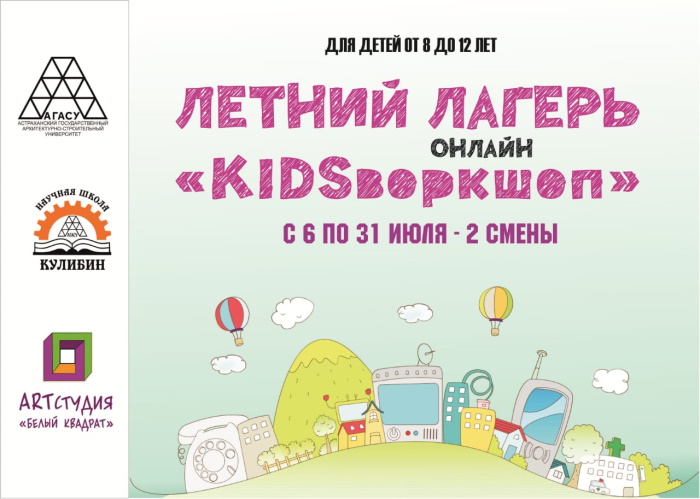 ДЛЯ ДЕТЕЙ ОТ 8 ДО 12 ЛЕТ
ЛЕТНИЙ ЛАГЕРЬ
ОНЛАЙН
«KIDSворкшоп»
С 6 ПО 31 ИЮЛЯ - 2 СМЕНЫ
АГАСУ
АСТРАХАНСКИЙ ГОСУДАРСТВЕННЫЙ
АРХИТЕКТУРНО-СТРОИТЕЛЬНЫЙ
УНИВЕРСИТЕТ
НАУЧНАЯ ШКОЛА
АГАСУ
КУЛИБИН
ARTСТУДИЯ
«БЕЛЫЙ КВАДРАТ»